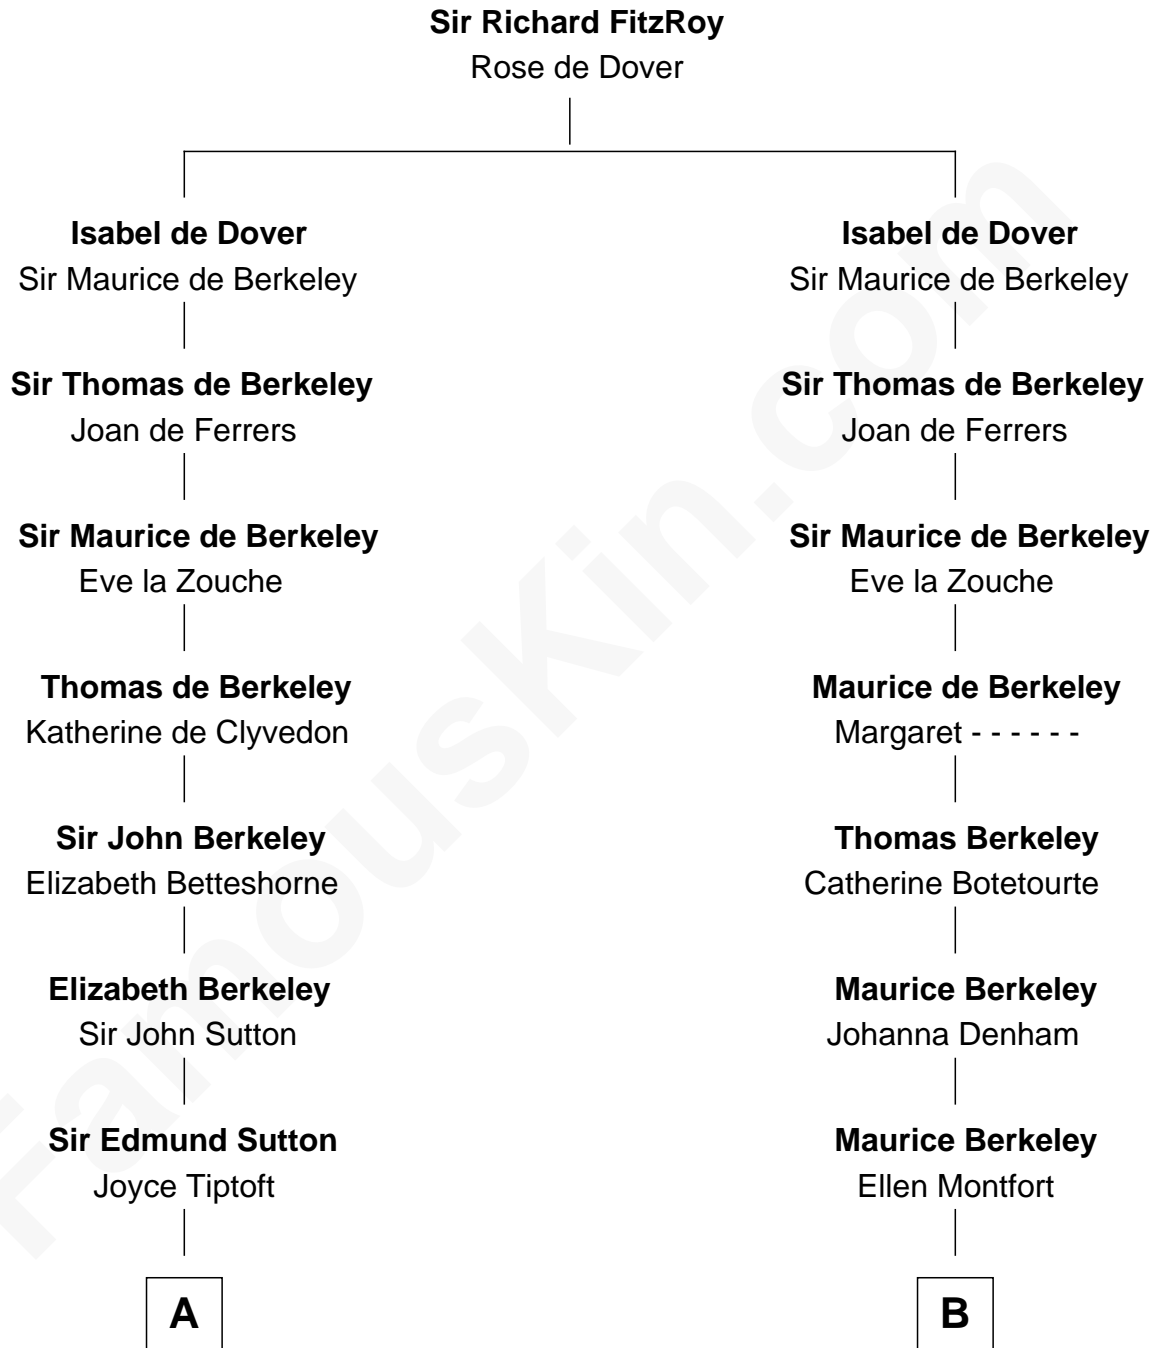 Sir Richard FitzRoy
Rose de Dover
Isabel de Dover
Sir Maurice de Berkeley
Isabel de Dover
Sir Maurice de Berkeley
Sir Thomas de Berkeley
Joan de Ferrers
Sir Thomas de Berkeley
Joan de Ferrers
Sir Maurice de Berkeley
Eve la Zouche
Sir Maurice de Berkeley
Eve la Zouche
Thomas de Berkeley
Katherine de Clyvedon
Maurice de Berkeley
Margaret - - - - - -
Sir John Berkeley
Elizabeth Betteshorne
Thomas Berkeley
Catherine Botetourte
Elizabeth Berkeley
Sir John Sutton
Maurice Berkeley
Johanna Denham
Sir Edmund Sutton
Joyce Tiptoft
Maurice Berkeley
Ellen Montfort
A
B
FamousKin.com